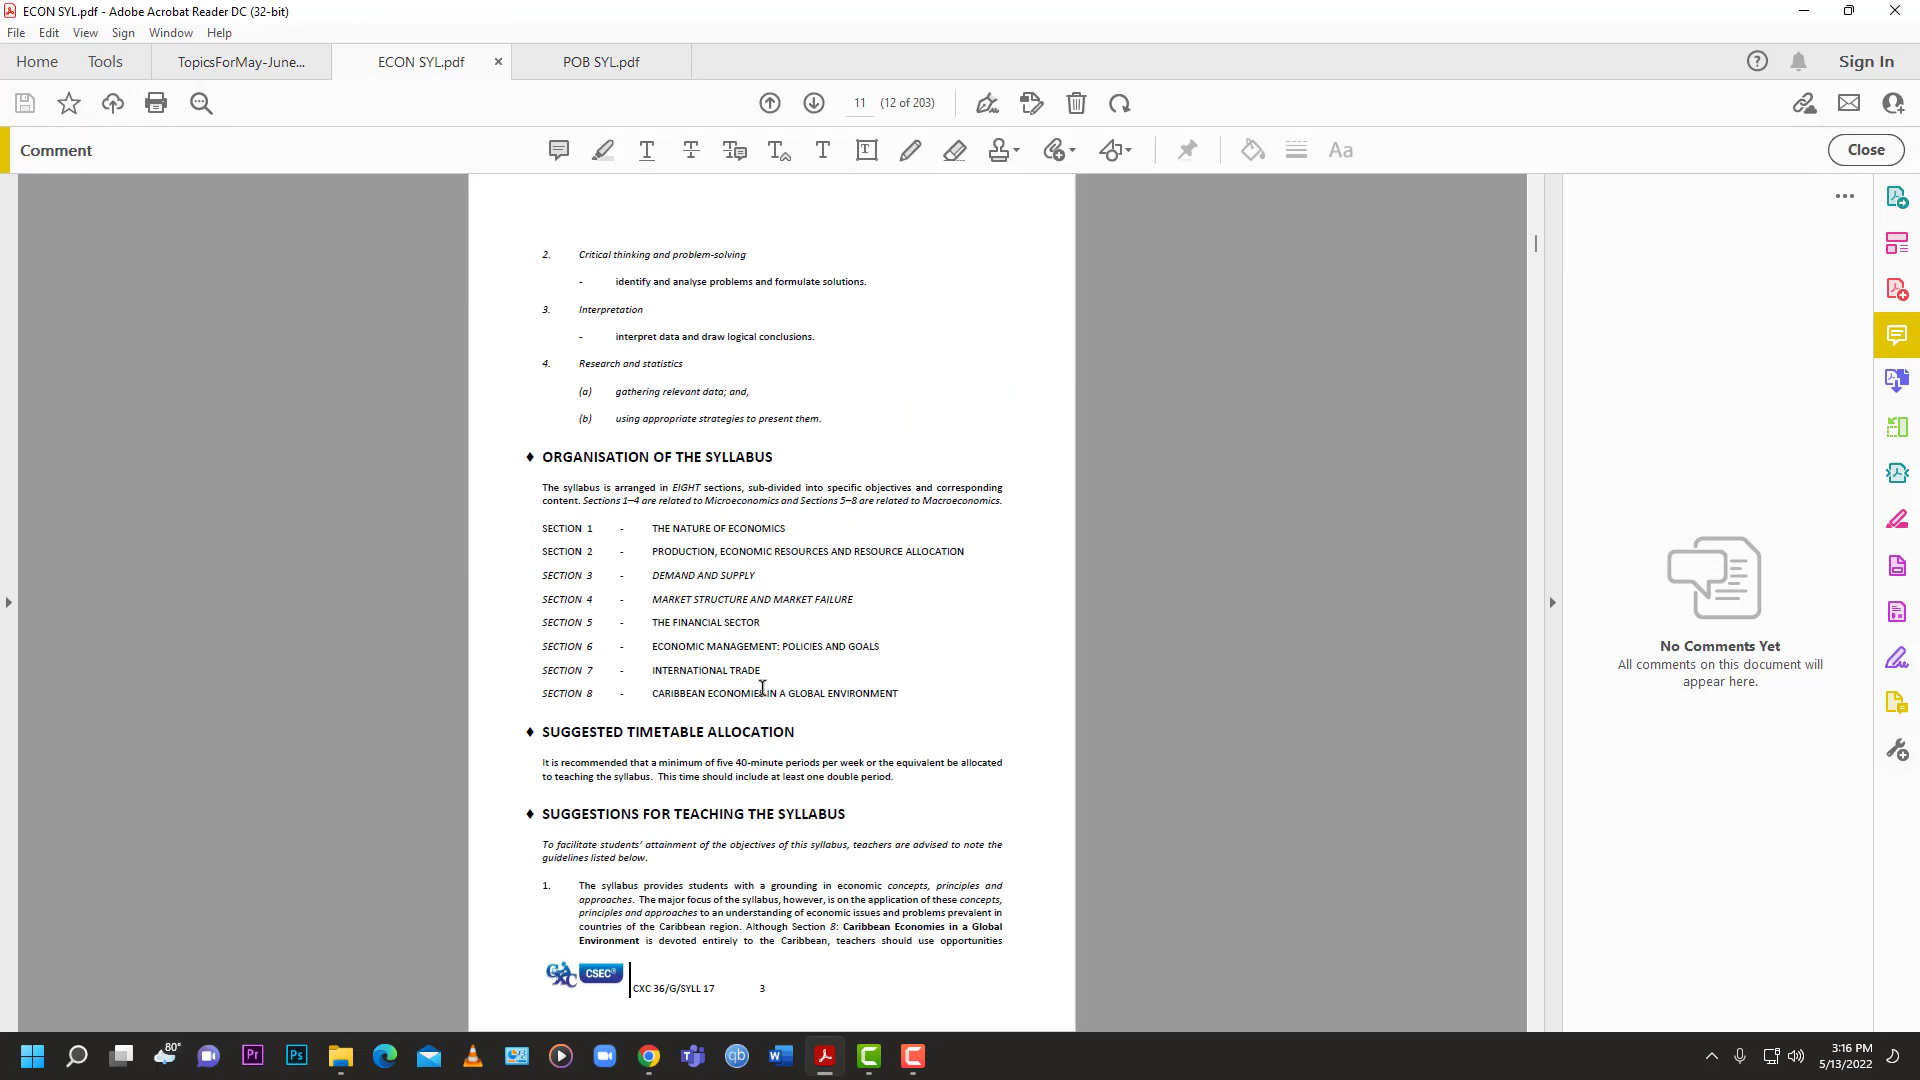 ECON SYL.pdf - Adobe Acrobat Reader DC (32-bit)
File Edit View Sign Window Help
Home Tools TopicsForMay-June... ECON SYL.pdf × POB SYL.pdf Sign In
11 (12 of 203)
Comment Close
2. Critical thinking and problem-solving
- identify and analyse problems and formulate solutions.
3. Interpretation
- interpret data and draw logical conclusions.
4. Research and statistics
(a) gathering relevant data; and,
(b) using appropriate strategies to present them.
♦ ORGANISATION OF THE SYLLABUS
The syllabus is arranged in EIGHT sections, sub-divided into specific objectives and corresponding
content. Sections 1–4 are related to Microeconomics and Sections 5–8 are related to Macroeconomics.
SECTION 1 - THE NATURE OF ECONOMICS
SECTION 2 - PRODUCTION, ECONOMIC RESOURCES AND RESOURCE ALLOCATION
SECTION 3 - DEMAND AND SUPPLY
SECTION 4 - MARKET STRUCTURE AND MARKET FAILURE
SECTION 5 - THE FINANCIAL SECTOR
SECTION 6 - ECONOMIC MANAGEMENT: POLICIES AND GOALS
SECTION 7 - INTERNATIONAL TRADE
SECTION 8 - CARIBBEAN ECONOMIES IN A GLOBAL ENVIRONMENT
♦ SUGGESTED TIMETABLE ALLOCATION
It is recommended that a minimum of five 40-minute periods per week or the equivalent be allocated
to teaching the syllabus. This time should include at least one double period.
♦ SUGGESTIONS FOR TEACHING THE SYLLABUS
To facilitate students' attainment of the objectives of this syllabus, teachers are advised to note the
guidelines listed below.
1. The syllabus provides students with a grounding in economic concepts, principles and
approaches. The major focus of the syllabus, however, is on the application of these concepts,
principles and approaches to an understanding of economic issues and problems prevalent in
countries of the Caribbean region. Although Section 8: Caribbean Economies in a Global
Environment is devoted entirely to the Caribbean, teachers should use opportunities
CXC CSEC® CXC 36/G/SYLL 17 3
No Comments Yet
All comments on this document will
appear here.
80°
Pr Ps qb
3:16 PM
5/13/2022